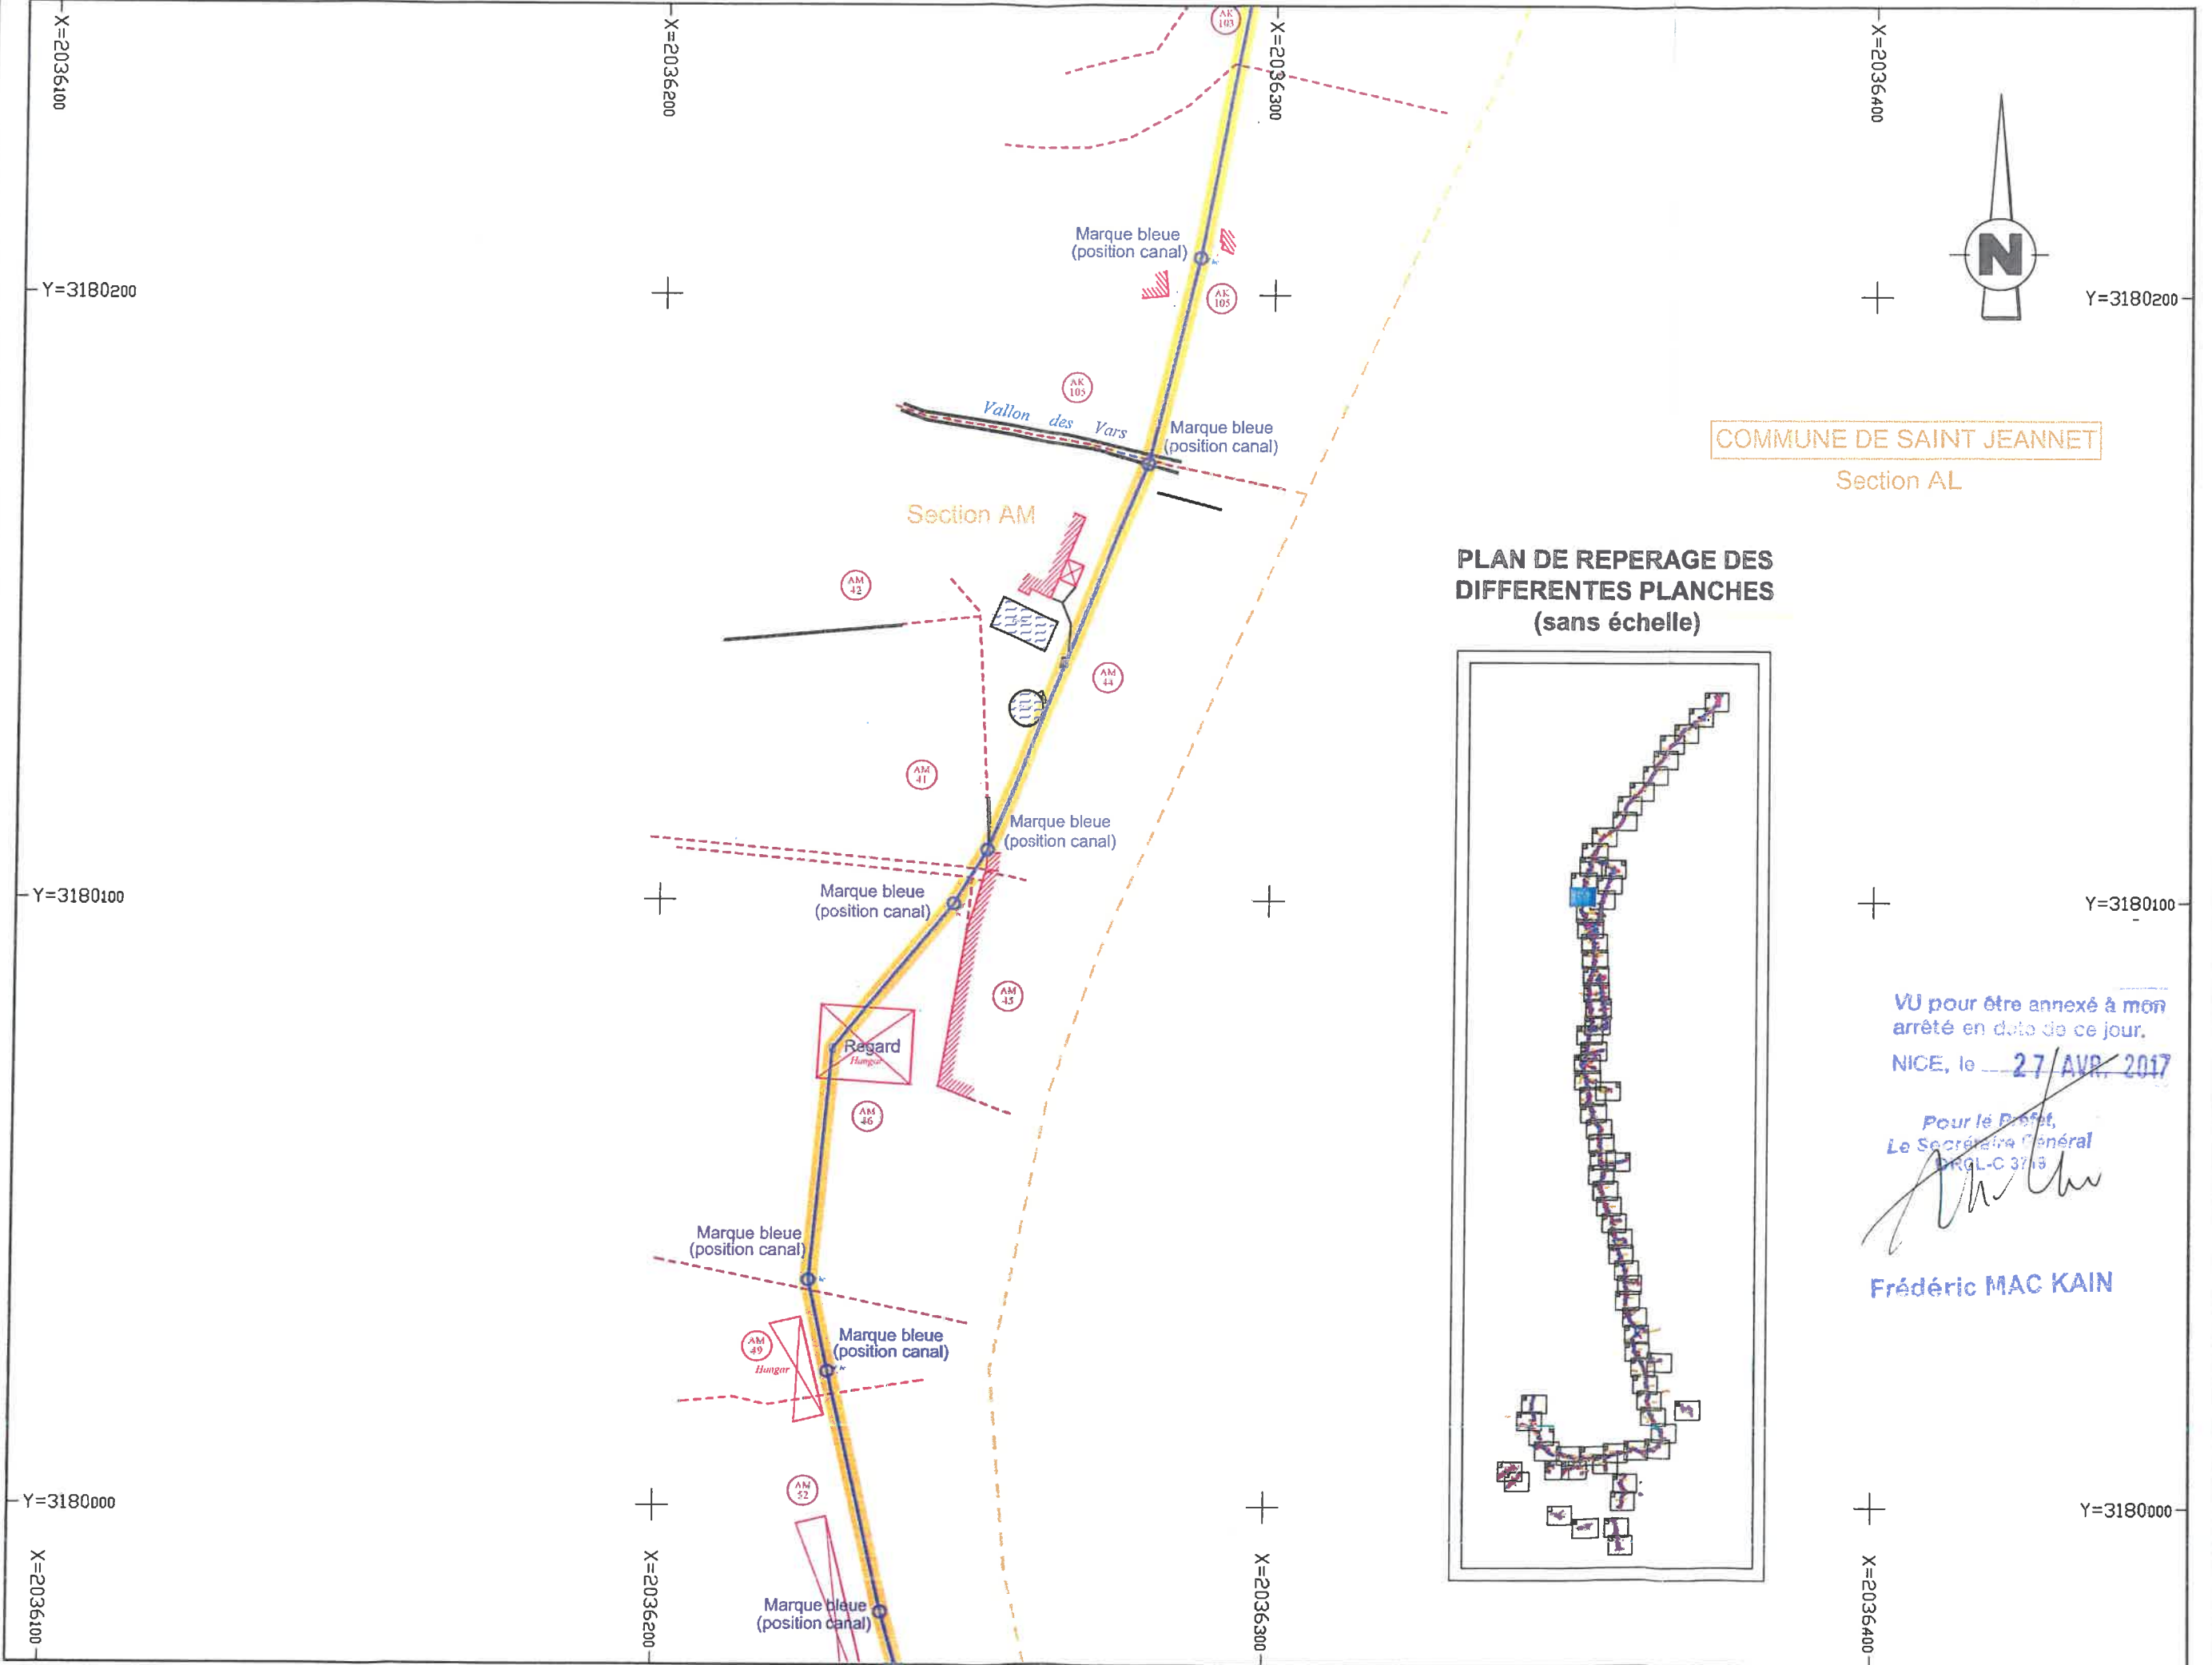 X=2036100
X=2036200
X=2036300
X=2036400
AK
103
N
Marque bleue
(position canal)
Y=3180200
AK
105
Y=3180200
AK
105
Vallon des Vars
Marque bleue
(position canal)
COMMUNE DE SAINT JEANNET
Section AL
Section AM
PLAN DE REPERAGE DES
DIFFERENTES PLANCHES
(sans échelle)
AM
42
AM
44
AM
41
Marque bleue
(position canal)
Marque bleue
(position canal)
Y=3180100
Y=3180100
AM
45
VU pour être annexé à mon
arrêté en date de ce jour.
NICE, le 27 AVR. 2017
Regard
Hangar
AM
46
Pour le Préfet,
Le Secrétaire Général
DRCL-C 3719
Frédéric MAC KAIN
Marque bleue
(position canal)
AM
49
Hangar
Marque bleue
(position canal)
AM
52
Y=3180000
Y=3180000
Marque bleue
(position canal)
X=2036100
X=2036200
X=2036300
X=2036400